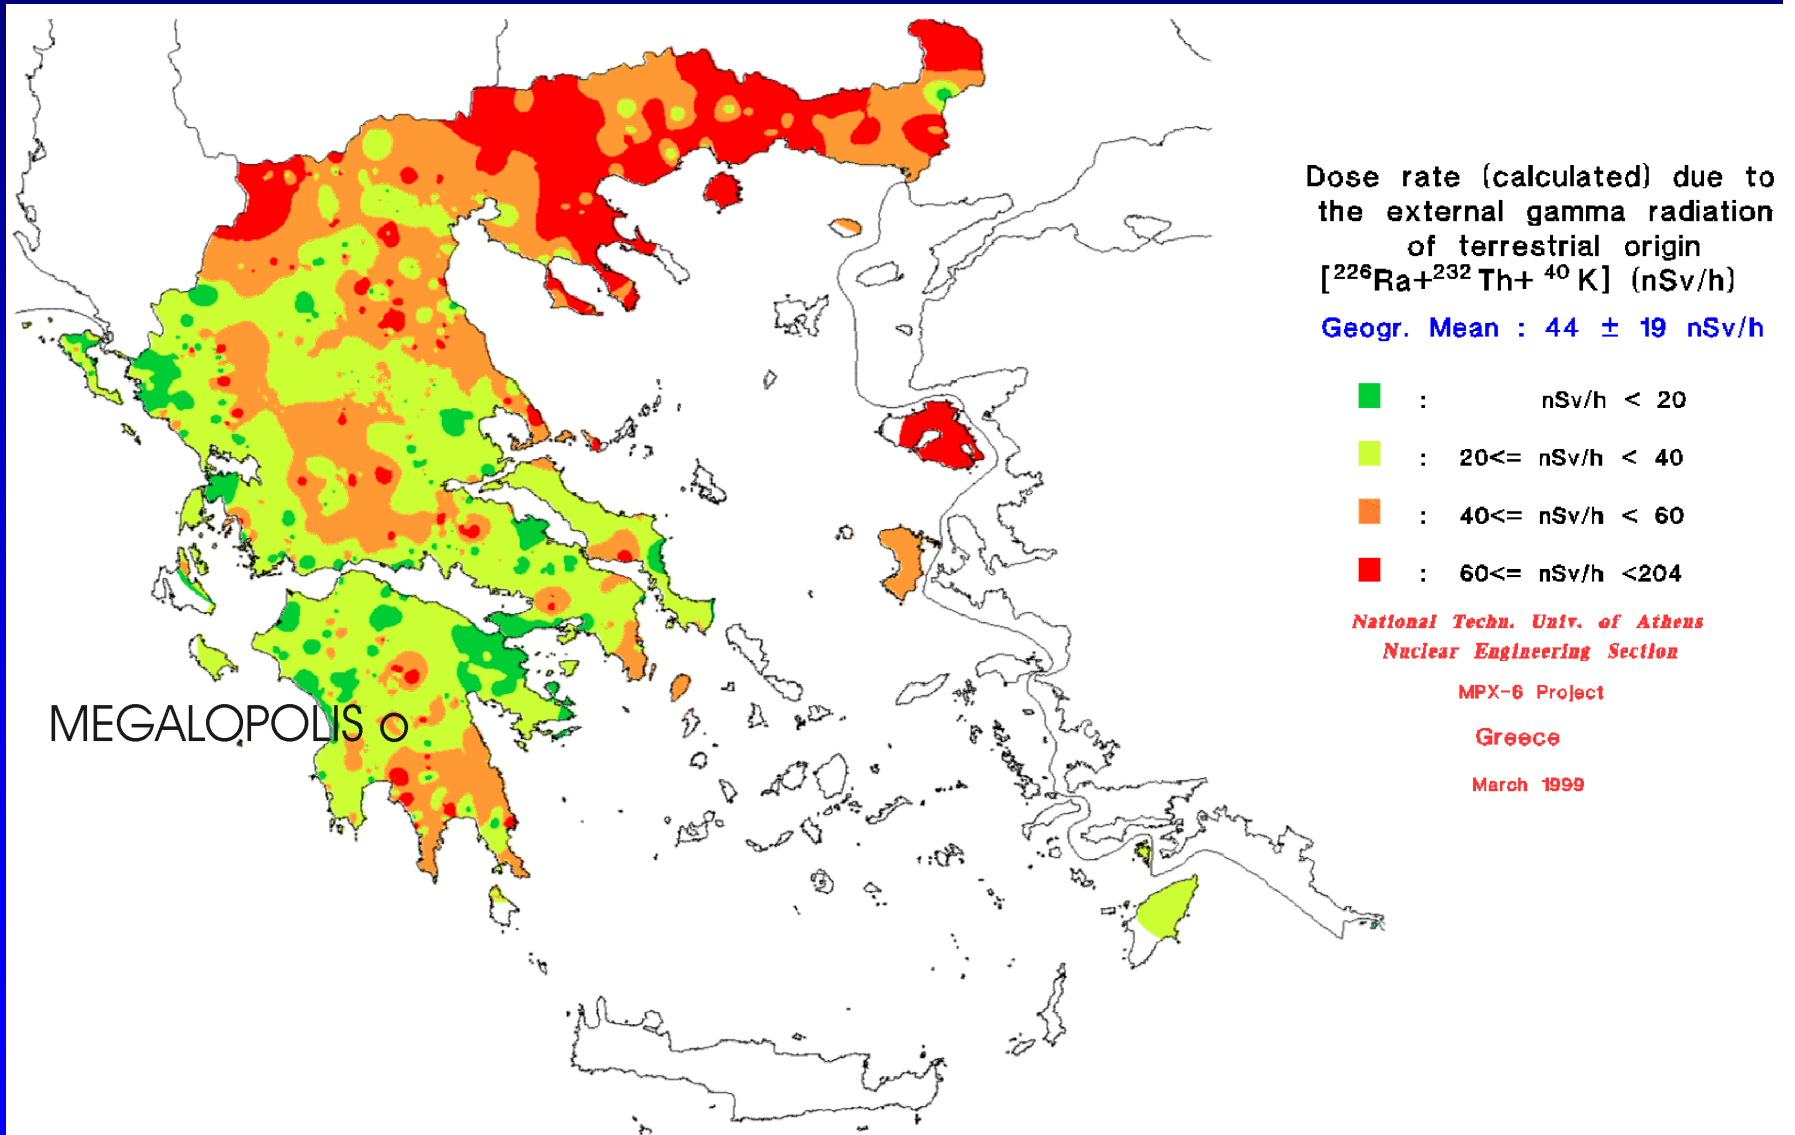 Dose rate (calculated) due to
the external gamma radiation
of terrestrial origin
[²²⁶Ra+²³²Th+ ⁴⁰K] (nSv/h)
Geogr. Mean : 44 ± 19 nSv/h
: nSv/h < 20
: 20<= nSv/h < 40
: 40<= nSv/h < 60
: 60<= nSv/h <204
National Techn. Univ. of Athens
Nuclear Engineering Section
MPX-6 Project
Greece
March 1999
MEGALOPOLIS o